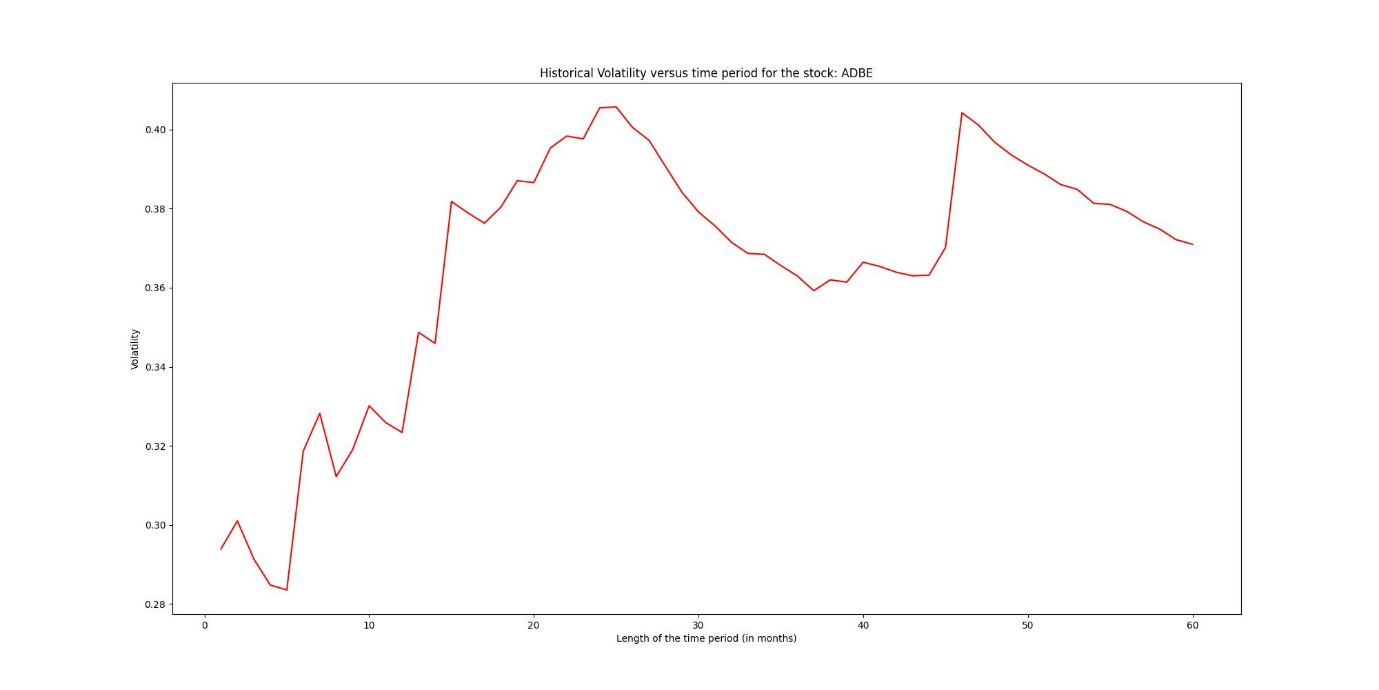 Historical Volatility versus time period for the stock: ADBE
Volatility
0.40
0.38
0.36
0.34
0.32
0.30
0.28
0 10 20 30 40 50 60
Length of the time period (in months)